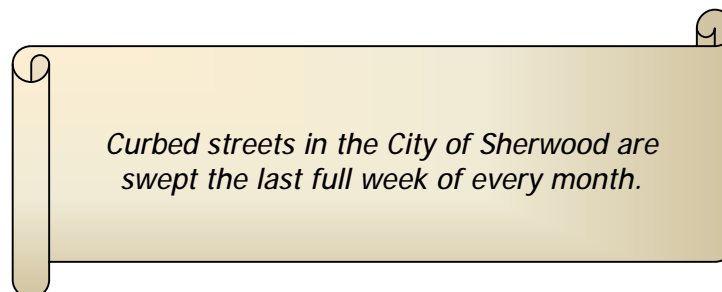 Curbed streets in the City of Sherwood are
swept the last full week of every month.